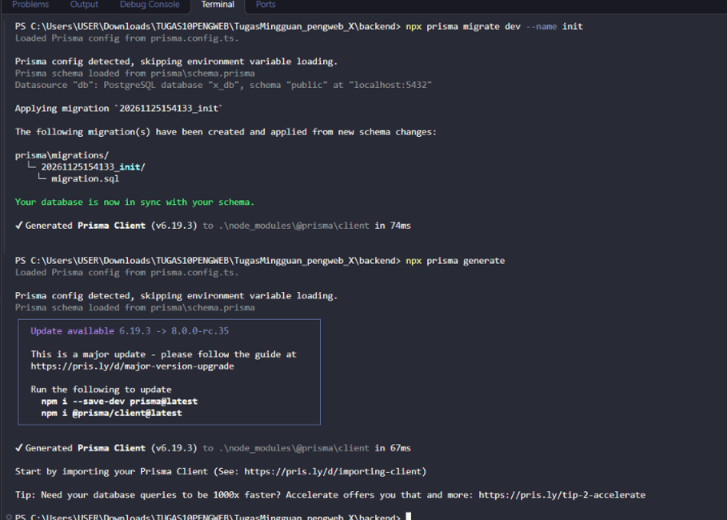 Problems Output Debug Console Terminal Ports
PS C:\Users\USER\Downloads\TUGAS10PENGWEB\TugasMingguan_pengweb_X\backend> npx prisma migrate dev --name init
Loaded Prisma config from prisma.config.ts.
Prisma config detected, skipping environment variable loading.
Prisma schema loaded from prisma\schema.prisma
Datasource "db": PostgreSQL database "x_db", schema "public" at "localhost:5432"
Applying migration `20261125154133_init`
The following migration(s) have been created and applied from new schema changes:
prisma\migrations/
└─ 20261125154133_init/
└─ migration.sql
Your database is now in sync with your schema.
✓ Generated Prisma Client (v6.19.3) to .\node_modules\@prisma\client in 74ms
PS C:\Users\USER\Downloads\TUGAS10PENGWEB\TugasMingguan_pengweb_X\backend> npx prisma generate
Loaded Prisma config from prisma.config.ts.
Prisma config detected, skipping environment variable loading.
Prisma schema loaded from prisma\schema.prisma
Update available 6.19.3 -> 8.0.0-rc.35
This is a major update - please follow the guide at
https://pris.ly/d/major-version-upgrade
Run the following to update
npm i --save-dev prisma@latest
npm i @prisma/client@latest
✓ Generated Prisma Client (v6.19.3) to .\node_modules\@prisma\client in 67ms
Start by importing your Prisma Client (See: https://pris.ly/d/importing-client)
Tip: Need your database queries to be 1000x faster? Accelerate offers you that and more: https://pris.ly/tip-2-accelerate
PS C:\Users\USER\Downloads\TUGAS10PENGWEB\TugasMingguan_pengweb_X\backend>